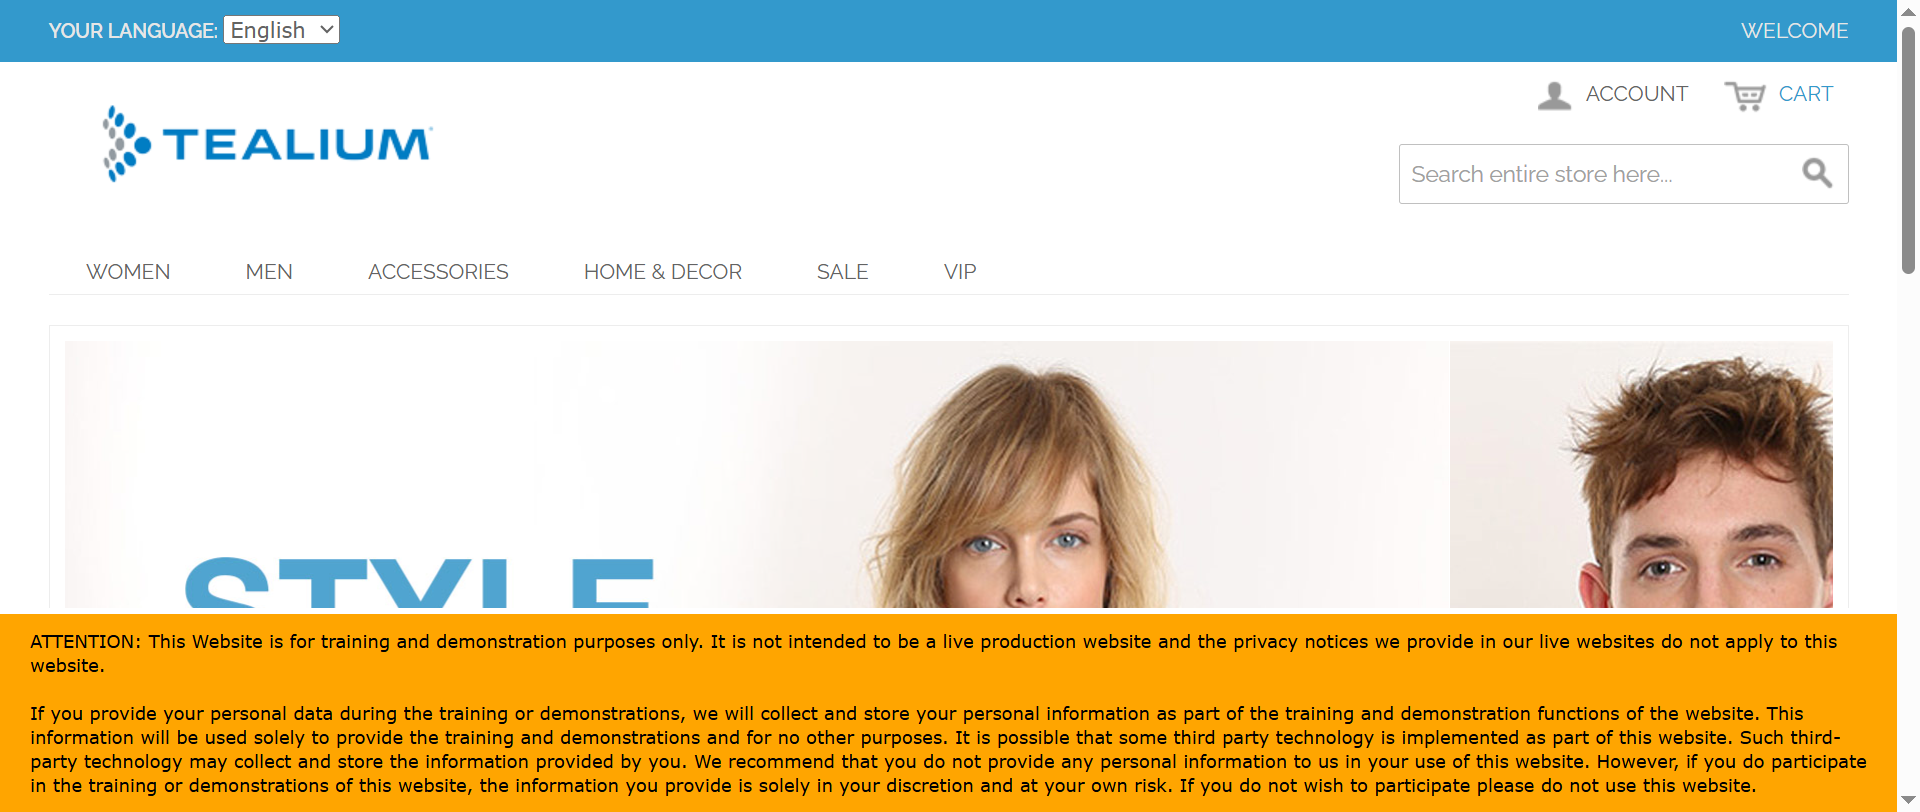 YOUR LANGUAGE: English
WELCOME
ACCOUNT
CART
TEALIUM
Search entire store here...
WOMEN
MEN
ACCESSORIES
HOME & DECOR
SALE
VIP
STYLE
ATTENTION: This Website is for training and demonstration purposes only. It is not intended to be a live production website and the privacy notices we provide in our live websites do not apply to this
website.
If you provide your personal data during the training or demonstrations, we will collect and store your personal information as part of the training and demonstration functions of the website. This
information will be used solely to provide the training and demonstrations and for no other purposes. It is possible that some third party technology is implemented as part of this website. Such third-
party technology may collect and store the information provided by you. We recommend that you do not provide any personal information to us in your use of this website. However, if you do participate
in the training or demonstrations of this website, the information you provide is solely in your discretion and at your own risk. If you do not wish to participate please do not use this website.